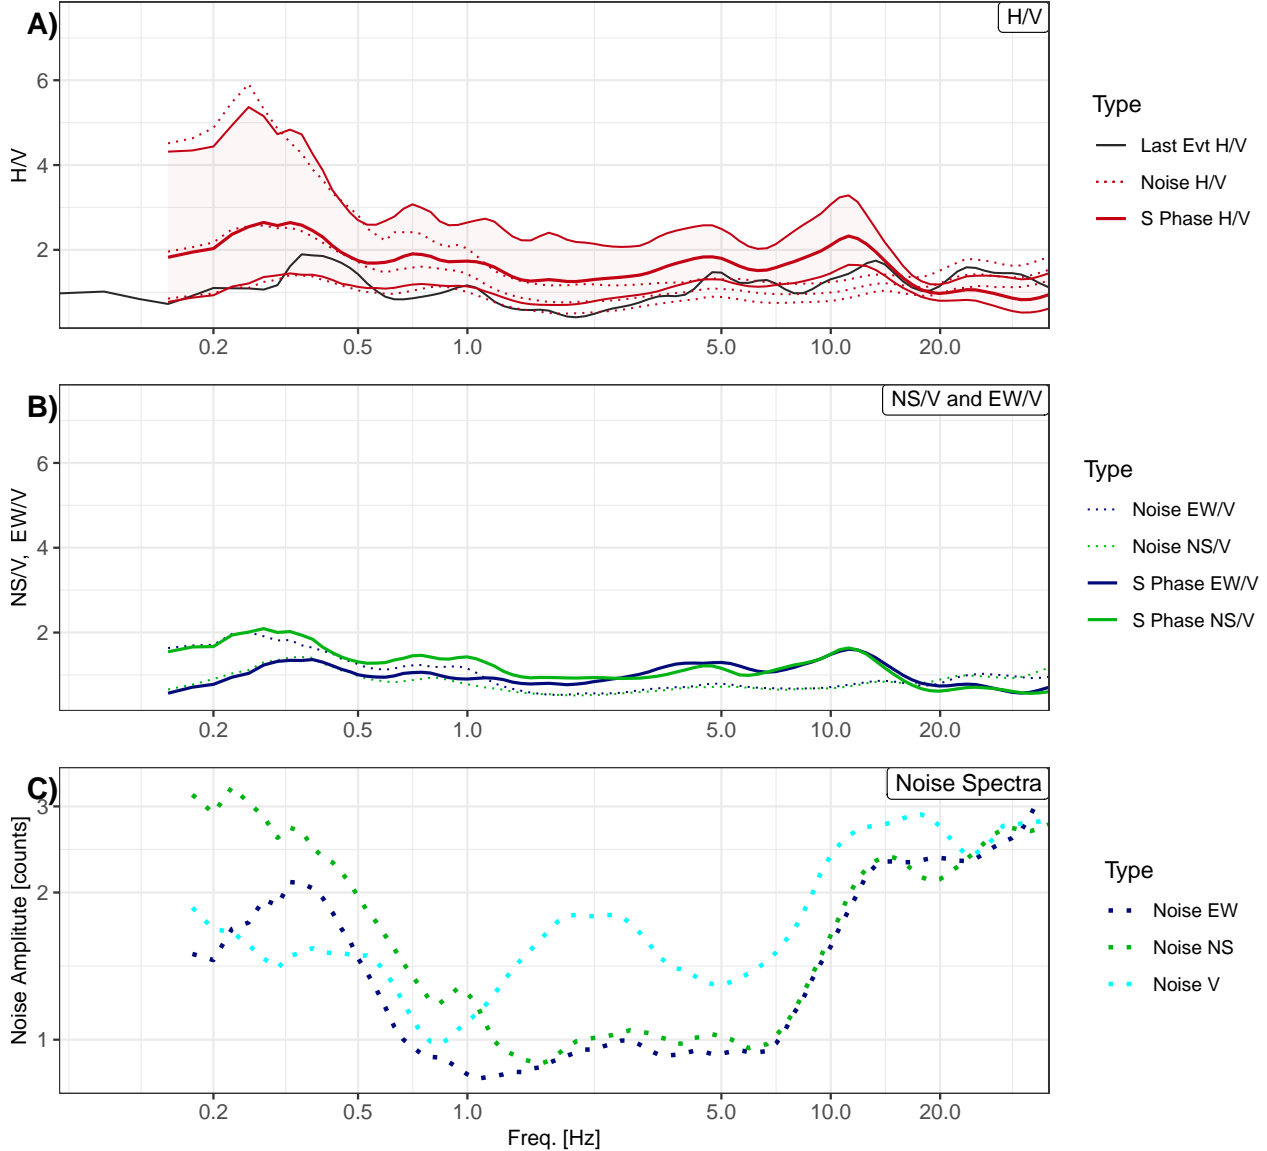 A)
H/V
6
4
2
H/V
0.2 0.5 1.0 5.0 10.0 20.0
Type
Last Evt H/V
Noise H/V
S Phase H/V
B)
NS/V and EW/V
6
4
2
NS/V,  EW/V
0.2 0.5 1.0 5.0 10.0 20.0
Type
Noise EW/V
Noise NS/V
S Phase EW/V
S Phase NS/V
C)
Noise Spectra
3
2
1
Noise Amplitude [counts]
0.2 0.5 1.0 5.0 10.0 20.0
Freq. [Hz]
Type
Noise EW
Noise NS
Noise V